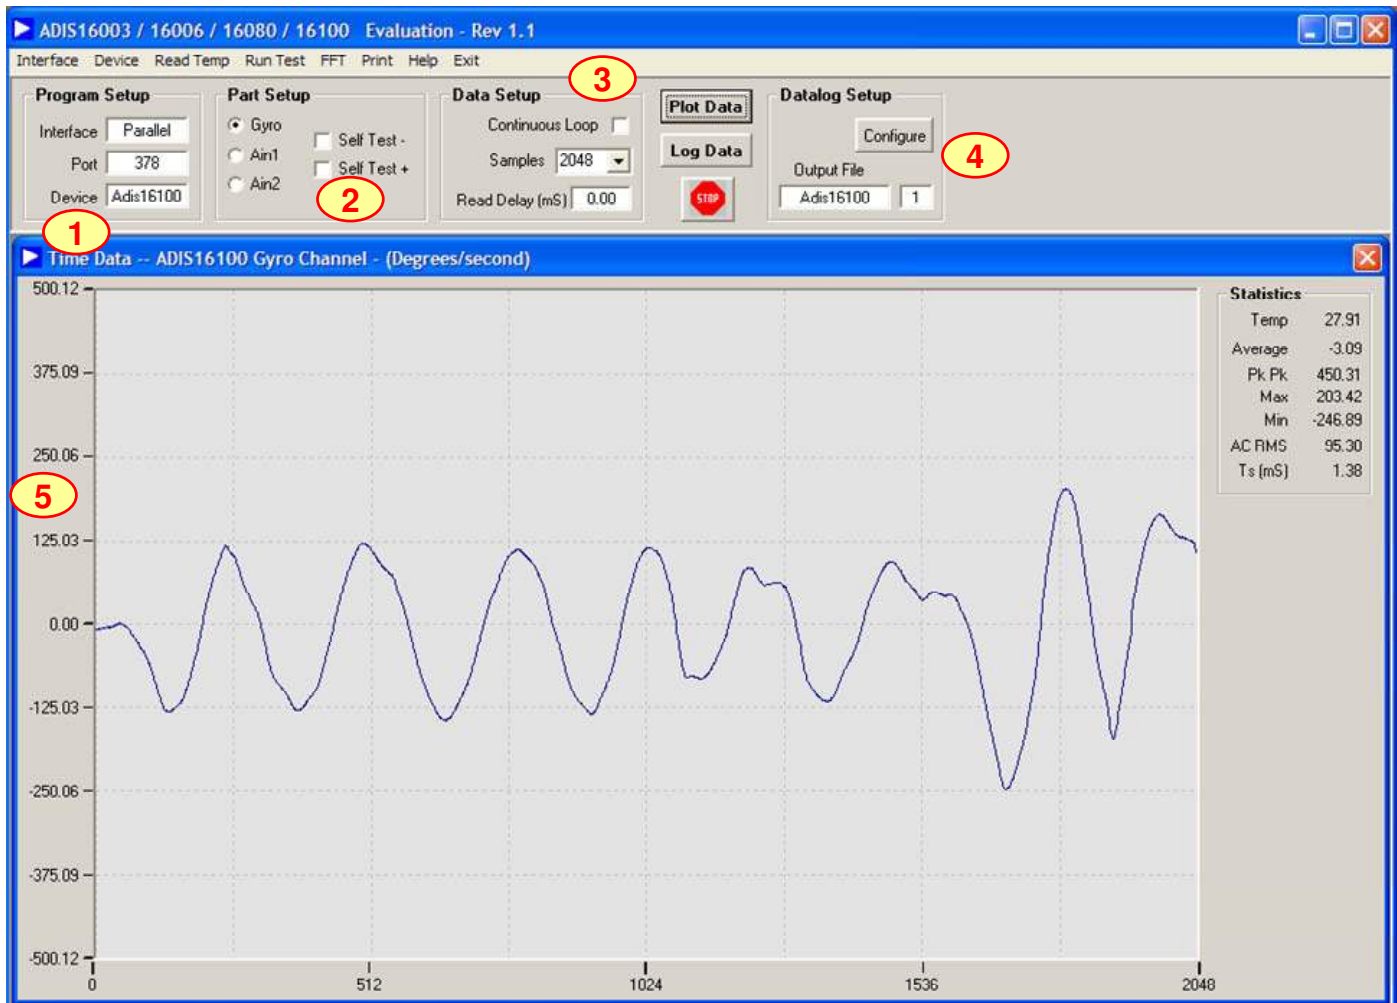 ADIS16003 / 16006 / 16080 / 16100 Evaluation - Rev 1.1
Interface Device Read Temp Run Test FFT Print Help Exit
Program Setup
Interface Parallel
Port 378
Device Adis16100
1
Part Setup
Gyro
Ain1
Ain2
Self Test -
Self Test +
2
Data Setup
3
Continuous Loop
Samples 2048
Read Delay (mS) 0.00
Plot Data
Log Data
STOP
Datalog Setup
Configure
4
Output File
Adis16100 1
Time Data -- ADIS16100 Gyro Channel - (Degrees/second)
500.12
375.09
250.06
5
125.03
0.00
-125.03
-250.06
-375.09
-500.12
0 512 1024 1536 2048
Statistics
Temp 27.91
Average -3.09
Pk Pk 450.31
Max 203.42
Min -246.89
AC RMS 95.30
Ts (mS) 1.38